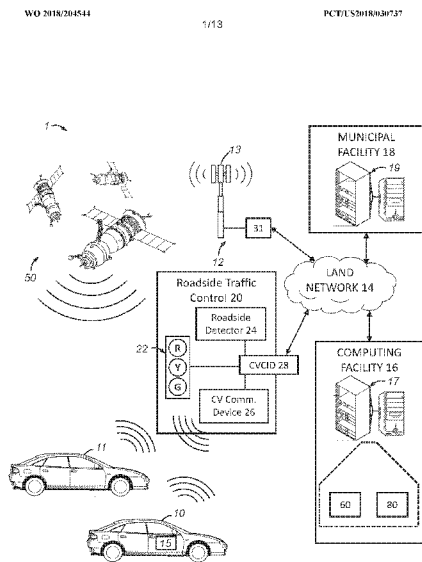 WO 2018/204544
PCT/US2018/030737
1/13
1
13
MUNICIPAL
FACILITY 18
19
50
31
12
LAND
NETWORK 14
Roadside Traffic
Control 20
Roadside
Detector 24
22
R
Y
G
CVCID 28
CV Comm.
Device 26
COMPUTING
FACILITY 16
17
11
60
80
10
15